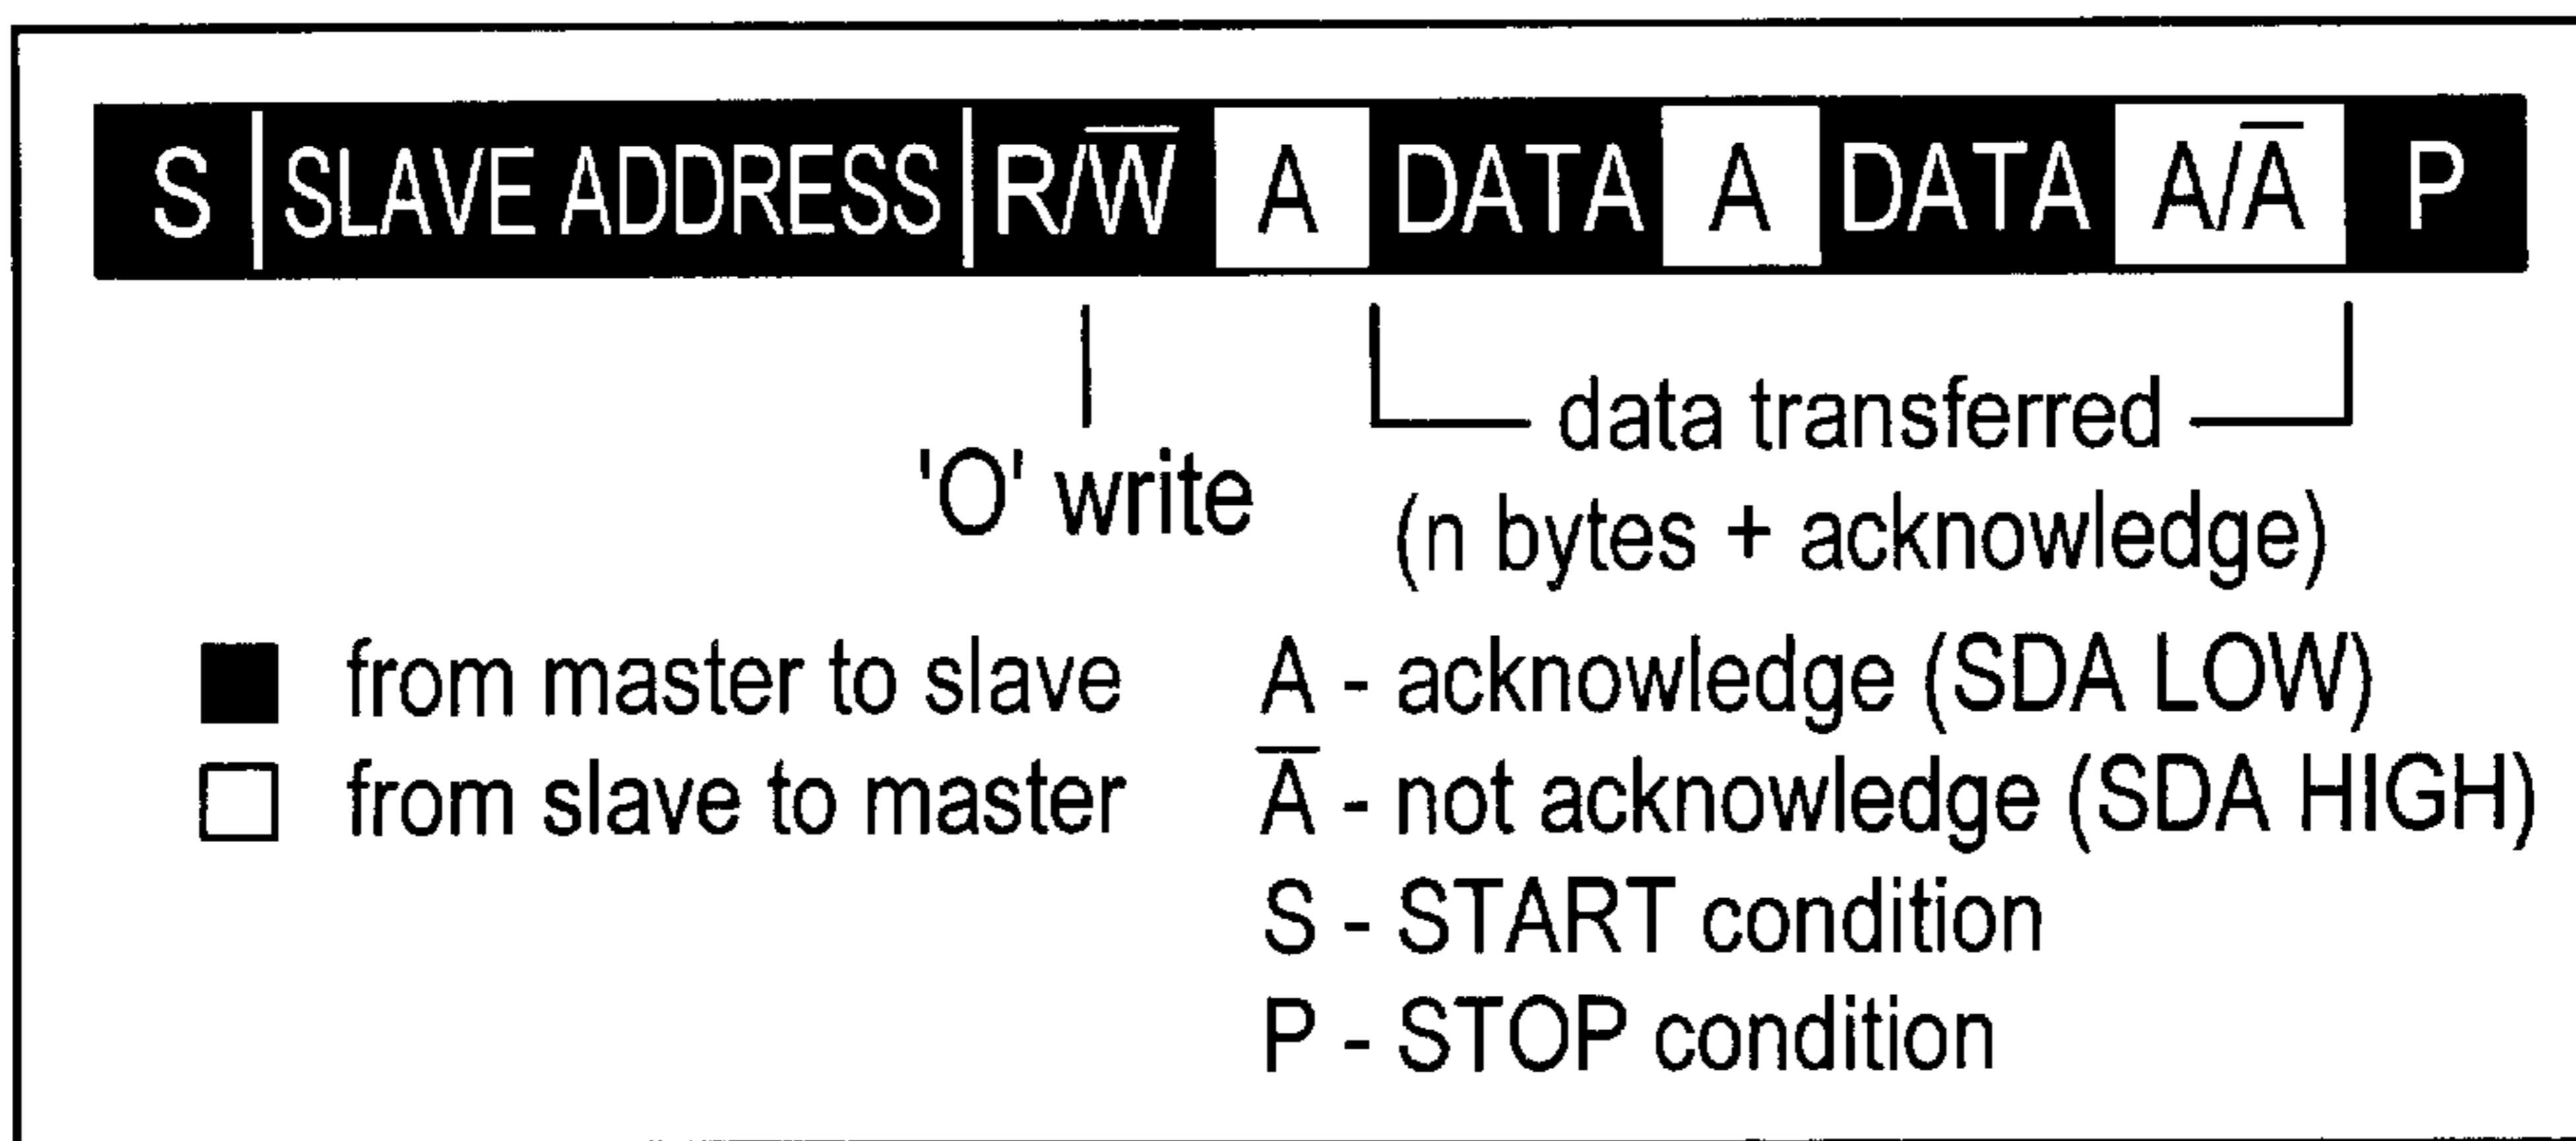 S SLAVE ADDRESS R/W̅ A DATA A DATA A/A̅ P
data transferred
'O' write
(n bytes + acknowledge)
from master to slave
from slave to master
A - acknowledge (SDA LOW)
A̅ - not acknowledge (SDA HIGH)
S - START condition
P - STOP condition